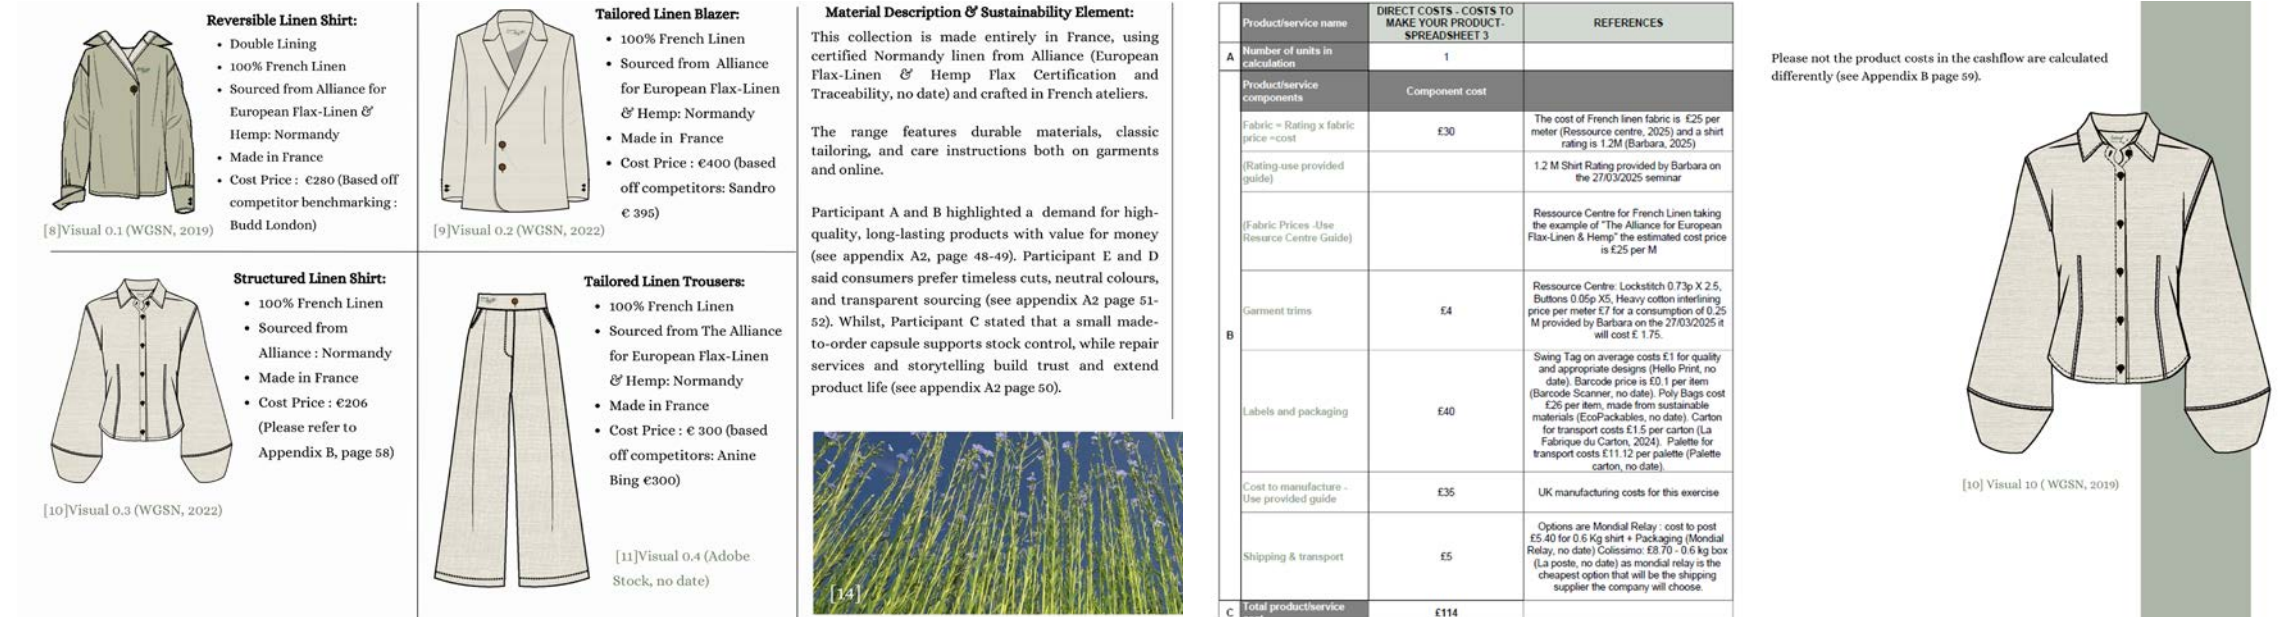 Reversible Linen Shirt:
• Double Lining
• 100% French Linen
• Sourced from Alliance for
European Flax-Linen &
Hemp: Normandy
• Made in France
• Cost Price : €280 (Based off
competitor benchmarking :
Budd London)
[8]Visual 0.1 (WGSN, 2019)
Tailored Linen Blazer:
• 100% French Linen
• Sourced from Alliance
for European Flax-Linen
& Hemp: Normandy
• Made in France
• Cost Price : €400 (based
off competitors: Sandro
€ 395)
[9]Visual 0.2 (WGSN, 2022)
Structured Linen Shirt:
• 100% French Linen
• Sourced from
Alliance : Normandy
• Made in France
• Cost Price : €206
(Please refer to
Appendix B, page 58)
[10]Visual 0.3 (WGSN, 2022)
Tailored Linen Trousers:
• 100% French Linen
• Sourced from The Alliance
for European Flax-Linen
& Hemp: Normandy
• Made in France
• Cost Price : € 300 (based
off competitors: Anine
Bing €300)
[11]Visual 0.4 (Adobe
Stock, no date)
Material Description & Sustainability Element:
This collection is made entirely in France, using
certified Normandy linen from Alliance (European
Flax-Linen & Hemp Flax Certification and
Traceability, no date) and crafted in French ateliers.
The range features durable materials, classic
tailoring, and care instructions both on garments
and online.
Participant A and B highlighted a demand for high-
quality, long-lasting products with value for money
(see appendix A2, page 48-49). Participant E and D
said consumers prefer timeless cuts, neutral colours,
and transparent sourcing (see appendix A2 page 51-
52). Whilst, Participant C stated that a small made-
to-order capsule supports stock control, while repair
services and storytelling build trust and extend
product life (see appendix A2 page 50).
[14]
Product/service name
DIRECT COSTS - COSTS TO
MAKE YOUR PRODUCT-
SPREADSHEET 3
REFERENCES
A
Number of units in
calculation
1
Product/service
components
Component cost
B
Fabric = Rating x fabric
price =cost
£30
The cost of French linen fabric is £25 per
meter (Ressource centre, 2025) and a shirt
rating is 1.2M (Barbara, 2025)
(Rating-use provided
guide)
1.2 M Shirt Rating provided by Barbara on
the 27/03/2025 seminar
(Fabric Prices -Use
Resurce Centre Guide)
Ressource Centre for French Linen taking
the example of "The Alliance for European
Flax-Linen & Hemp" the estimated cost price
is £25 per M
Garment trims
£4
Ressource Centre: Lockstitch 0.73p X 2.5,
Buttons 0.05p X5, Heavy cotton interlining
price per meter £7 for a consumption of 0.25
M provided by Barbara on the 27/03/2025 it
will cost £ 1.75.
Labels and packaging
£40
Swing Tag on average costs £1 for quality
and appropriate designs (Hello Print, no
date). Barcode price is £0.1 per item
(Barcode Scanner, no date). Poly Bags cost
£26 per item, made from sustainable
materials (EcoPackables, no date). Carton
for transport costs £1.5 per carton (La
Fabrique du Carton, 2024). Palette for
transport costs £11.12 per palette (Palette
carton, no date).
Cost to manufacture -
Use provided guide
£35
UK manufacturing costs for this exercise
Shipping & transport
£5
Options are Mondial Relay : cost to post
£5.40 for 0.6 Kg shirt + Packaging (Mondial
Relay, no date) Colissimo: £8.70 - 0.6 kg box
(La poste, no date) as mondial relay is the
cheapest option that will be the shipping
supplier the company will choose.
C
Total product/service
£114
Please not the product costs in the cashflow are calculated
differently (see Appendix B page 59).
[10] Visual 10 ( WGSN, 2019)